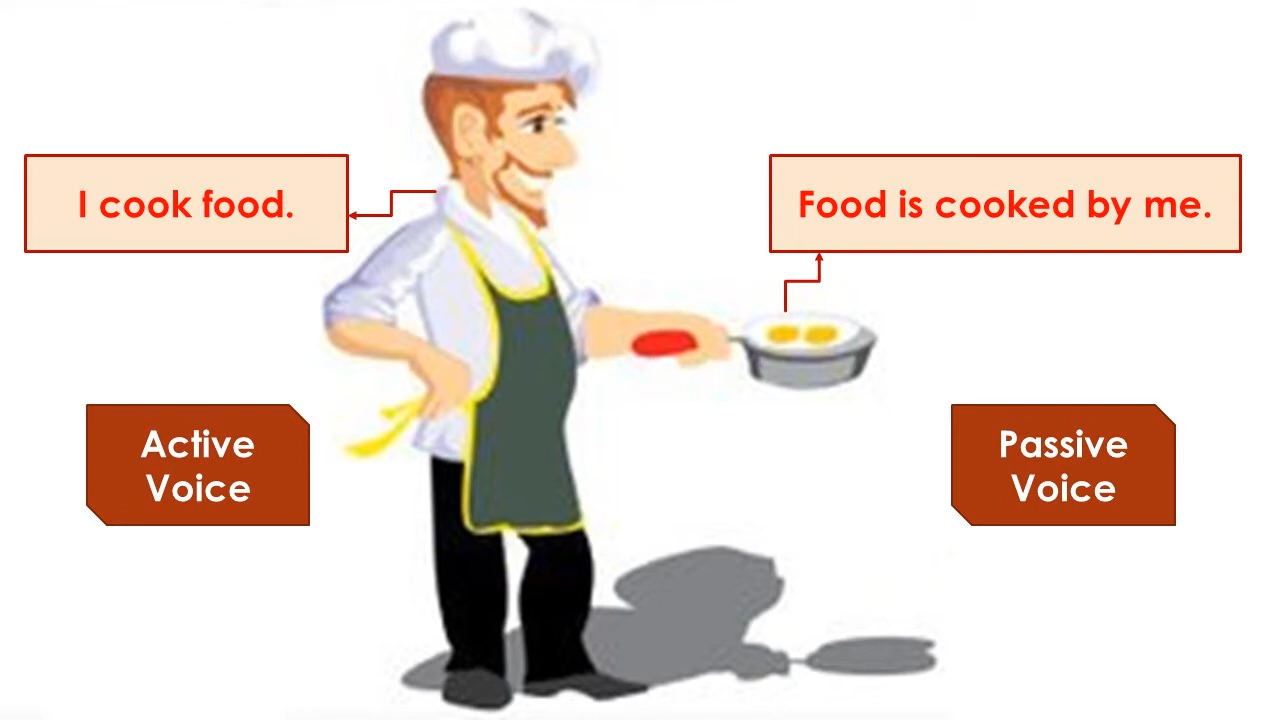 I cook food.
Food is cooked by me.
Active
Voice
Passive
Voice